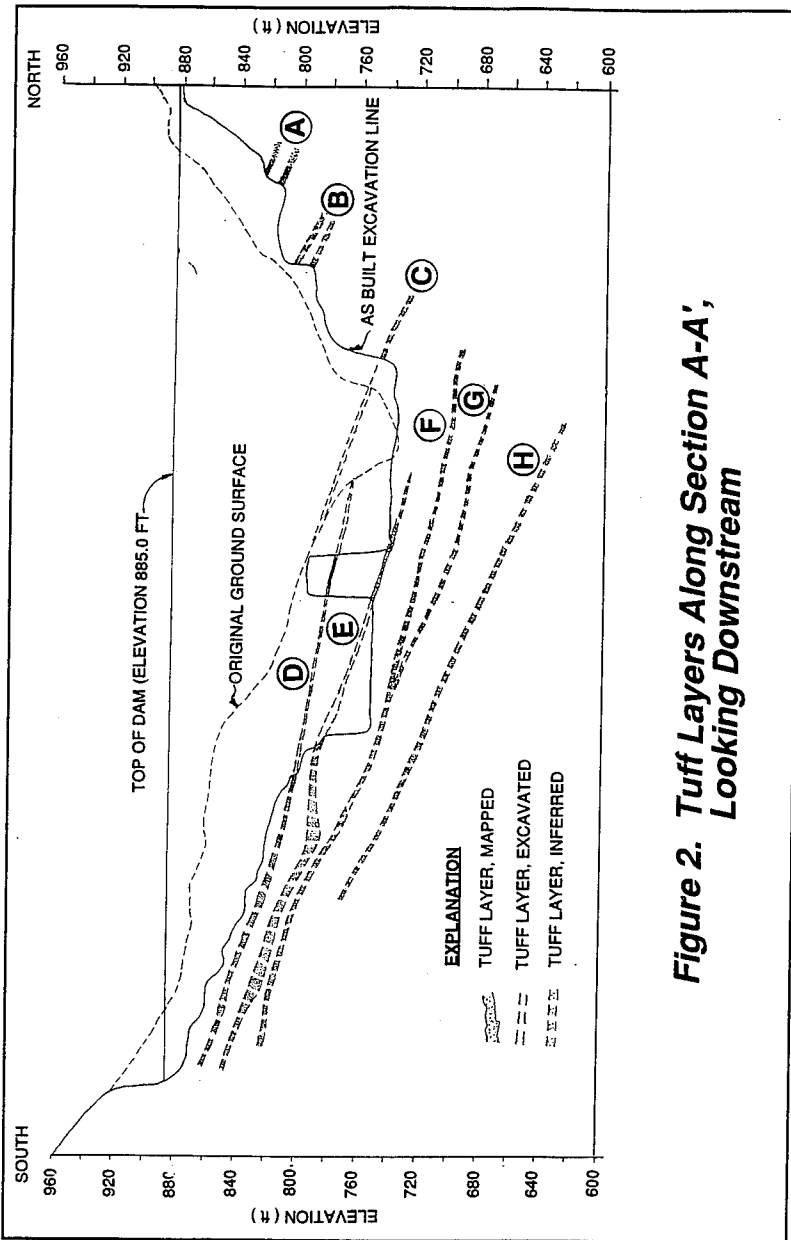 SOUTH
NORTH
ELEVATION (ft)
960
920
880
840
800
760
720
680
640
600
ELEVATION (ft)
960
920
880
840
800
760
720
680
640
600
TOP OF DAM (ELEVATION 885.0 FT
ORIGINAL GROUND SURFACE
AS BUILT EXCAVATION LINE
A
B
C
D
E
F
G
H
EXPLANATION
TUFF LAYER, MAPPED
TUFF LAYER, EXCAVATED
TUFF LAYER, INFERRED
Figure 2. Tuff Layers Along Section A-A',
Looking Downstream